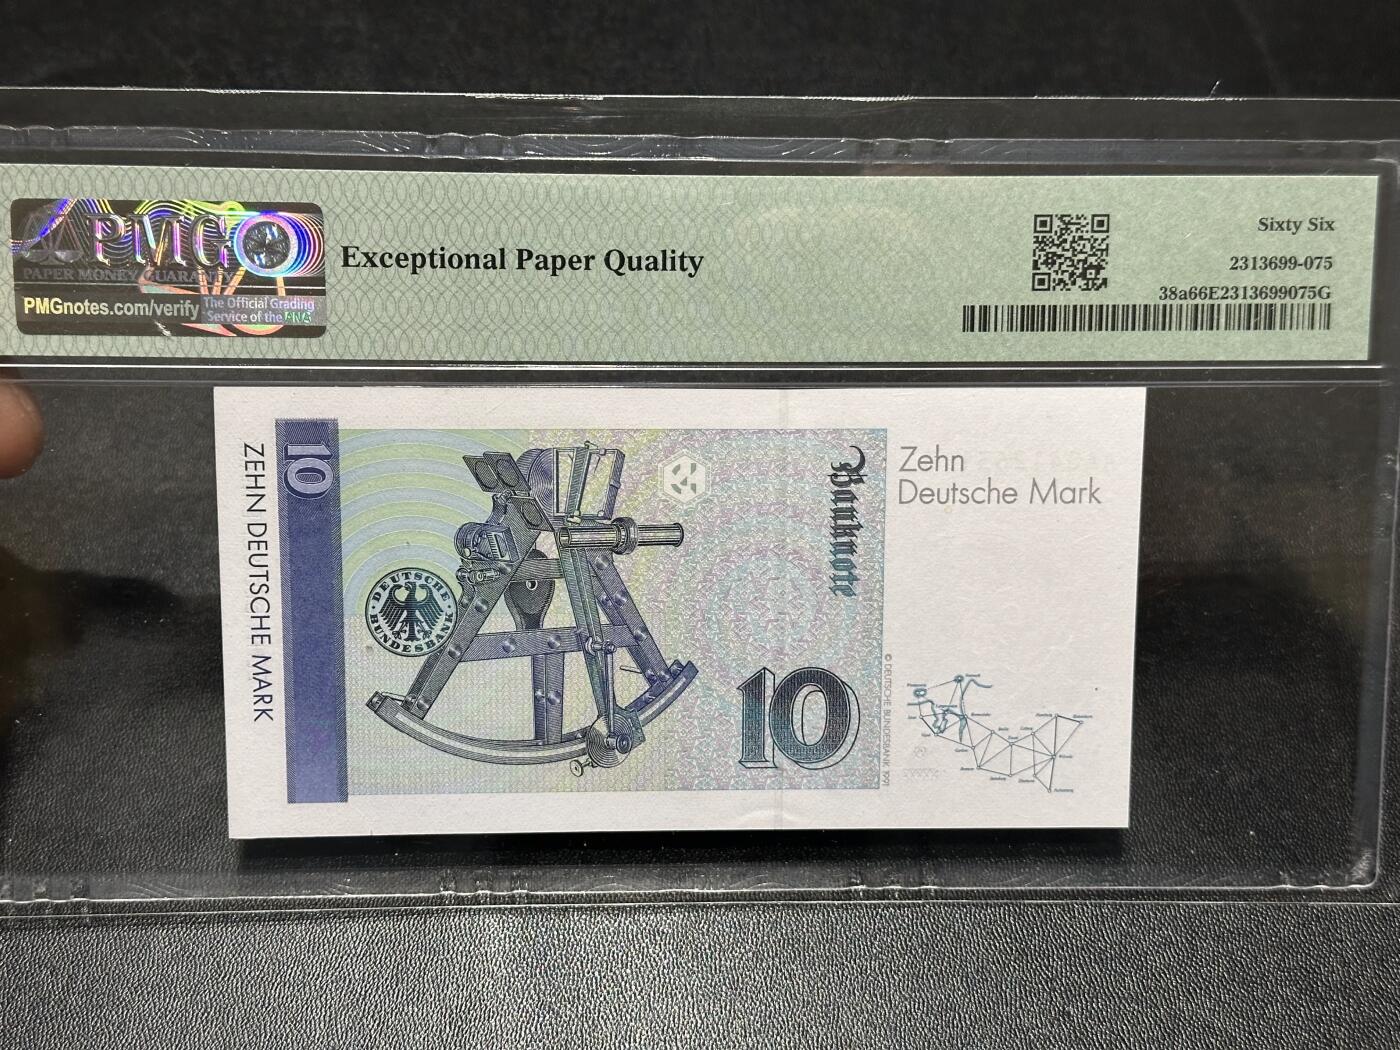 PMG
PAPER MONEY GUARANTY
PMGnotes.com/verify
The Official Grading
Service of the ANA
Exceptional Paper Quality
Sixty Six
2313699-075
38a66E2313699075G
10
ZEHN DEUTSCHE MARK
DEUTSCHE
BUNDESBANK
Banknote
10
Zehn
Deutsche Mark
© DEUTSCHE BUNDESBANK 1991